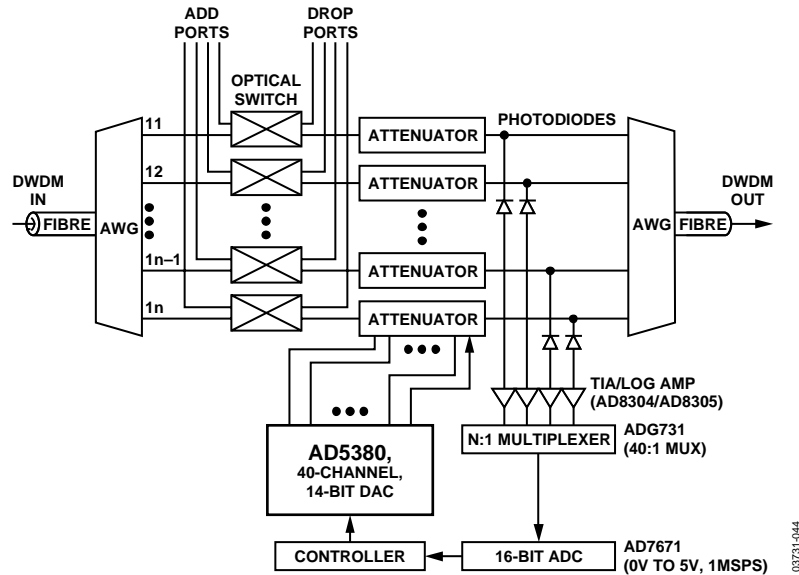 ADD
PORTS
DROP
PORTS
OPTICAL
SWITCH
PHOTODIODES
11
ATTENUATOR
12
ATTENUATOR
DWDM
IN
FIBRE
AWG
DWDM
OUT
AWG
FIBRE
1n–1
ATTENUATOR
1n
ATTENUATOR
TIA/LOG AMP
(AD8304/AD8305)
AD5380,
40-CHANNEL,
14-BIT DAC
N:1 MULTIPLEXER
ADG731
(40:1 MUX)
CONTROLLER
16-BIT ADC
AD7671
(0V TO 5V, 1MSPS)
03731-044